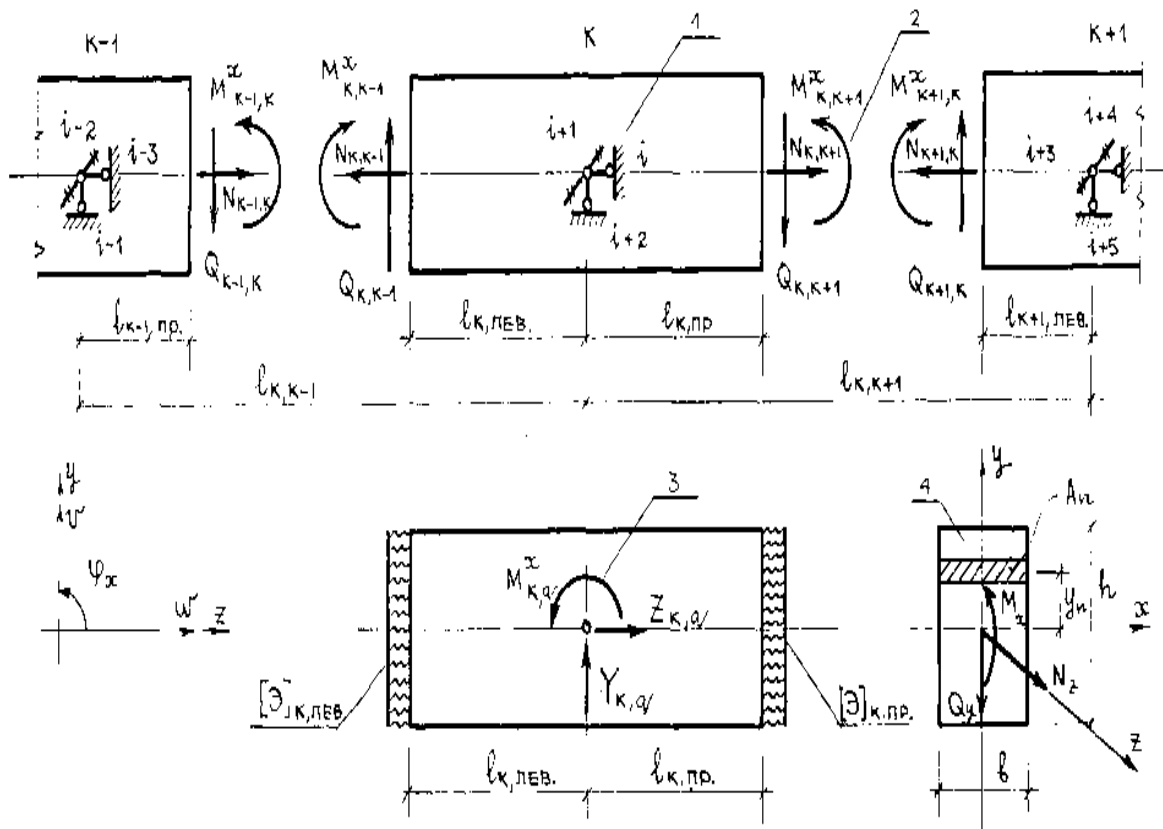 K-1
K
1
2
K+1
M^x_{K-1,K}
M^x_{K,K-1}
M^x_{K,K+1}
M^x_{K+1,K}
i-2
i-3
i+1
i
i+3
i+4
N_{K-1,K}
N_{K,K-1}
N_{K,K+1}
N_{K+1,K}
i-1
i+2
i+5
Q_{K-1,K}
Q_{K,K-1}
Q_{K,K+1}
Q_{K+1,K}
l_{K-1,ПР.}
l_{K,ЛЕВ.}
l_{K,ПР}
l_{K+1,ЛЕВ.}
l_{K,K-1}
l_{K,K+1}
y
v
φ_x
w
z
3
M^x_{K,q}
Z_{K,q}
Y_{K,q}
[Э]_{K,ЛЕВ.}
[Э]_{K.ПР.}
l_{K,ЛЕВ.}
l_{K,ПР.}
y
4
A_n
h
y_n
x
M_x
N_z
Q_y
z
b